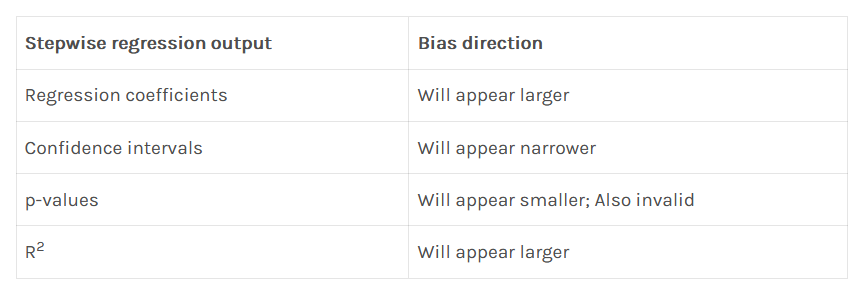 Stepwise regression output Bias direction
Regression coefficients Will appear larger
Confidence intervals Will appear narrower
p-values Will appear smaller; Also invalid
R² Will appear larger